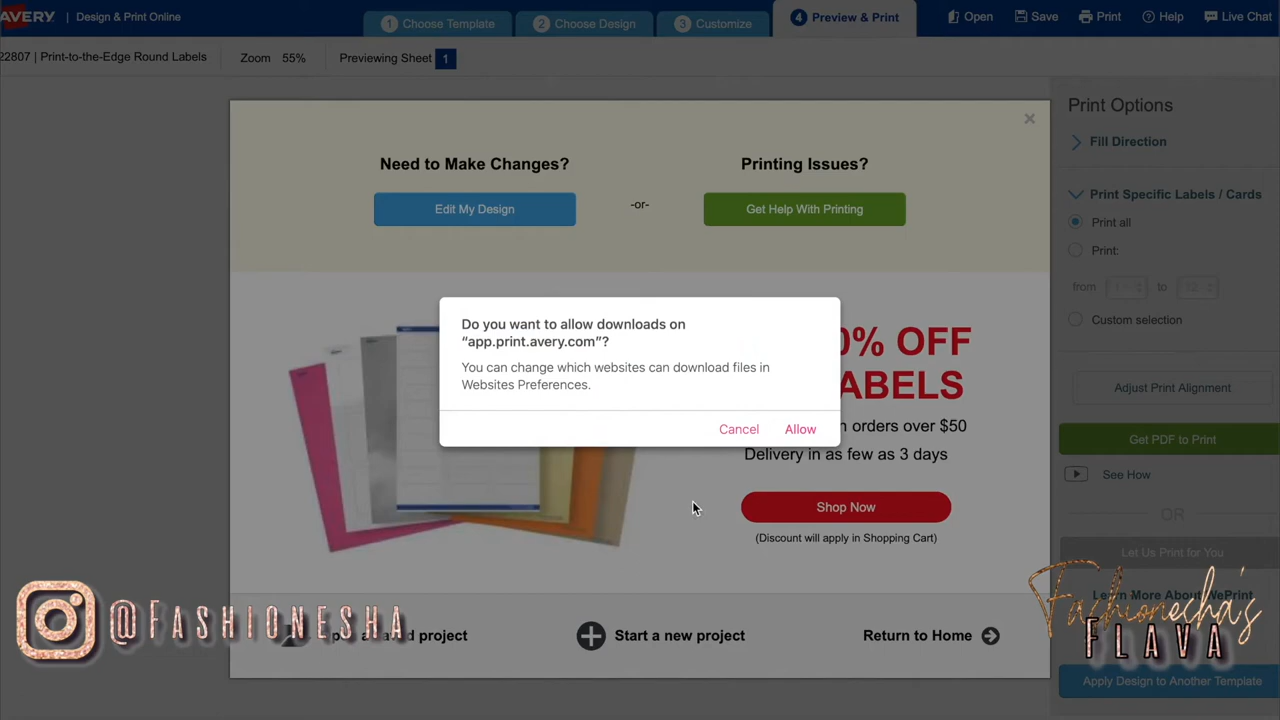 AVERY
Design & Print Online
1 Choose Template
2 Choose Design
3 Customize
4 Preview & Print
Open
Save
Print
Help
Live Chat
22807 | Print-to-the-Edge Round Labels
Zoom 55%
Previewing Sheet 1
Need to Make Changes?
Edit My Design
-or-
Printing Issues?
Get Help With Printing
Print Options
Fill Direction
Print Specific Labels / Cards
Print all
Print:
from 1 to 12
Custom selection
Adjust Print Alignment
Get PDF to Print
See How
OR
Let Us Print for You
Learn More About WePrint
Apply Design to Another Template
Do you want to allow downloads on
“app.print.avery.com”?
You can change which websites can download files in
Websites Preferences.
Cancel
Allow
0% OFF
ABELS
orders over $50
Delivery in as few as 3 days
Shop Now
(Discount will apply in Shopping Cart)
project
Start a new project
Return to Home
@FASHIONESHA
Fashionecha's
FLAVA